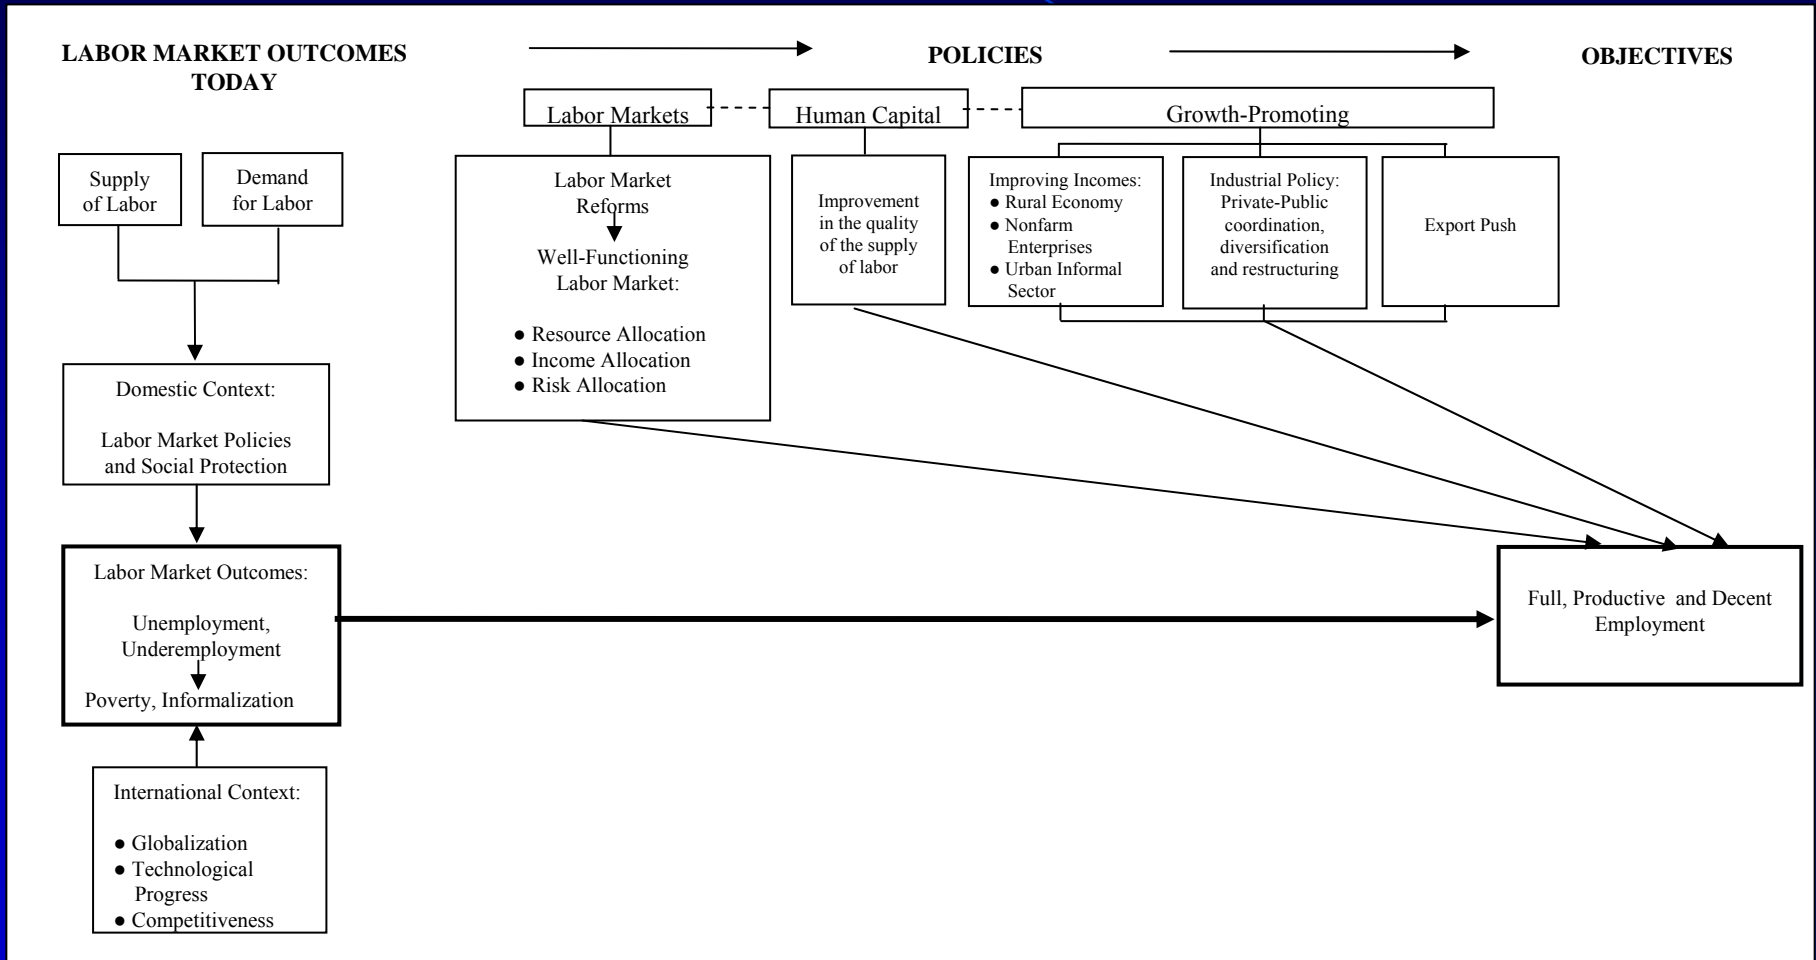 LABOR MARKET OUTCOMES
TODAY
POLICIES
OBJECTIVES
Labor Markets
Human Capital
Growth-Promoting
Supply
of Labor
Demand
for Labor
Domestic Context:
Labor Market Policies
and Social Protection
Labor Market Outcomes:
Unemployment,
Underemployment
Poverty, Informalization
International Context:
● Globalization
● Technological
Progress
● Competitiveness
Labor Market
Reforms
Well-Functioning
Labor Market:
● Resource Allocation
● Income Allocation
● Risk Allocation
Improvement
in the quality
of the supply
of labor
Improving Incomes:
● Rural Economy
● Nonfarm
Enterprises
● Urban Informal
Sector
Industrial Policy:
Private-Public
coordination,
diversification
and restructuring
Export Push
Full, Productive and Decent
Employment